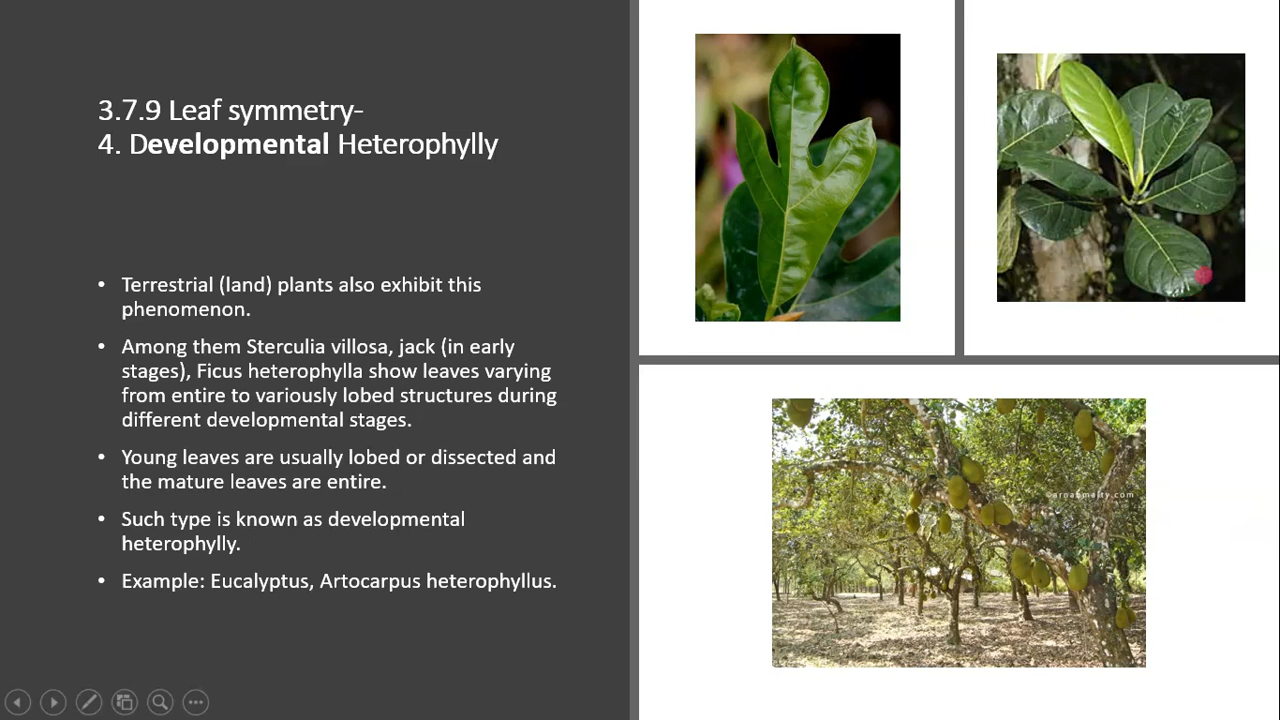 3.7.9 Leaf symmetry-
4. Developmental Heterophylly
• Terrestrial (land) plants also exhibit this
phenomenon.
• Among them Sterculia villosa, jack (in early
stages), Ficus heterophylla show leaves varying
from entire to variously lobed structures during
different developmental stages.
• Young leaves are usually lobed or dissected and
the mature leaves are entire.
• Such type is known as developmental
heterophylly.
• Example: Eucalyptus, Artocarpus heterophyllus.
©arnabmaity.com